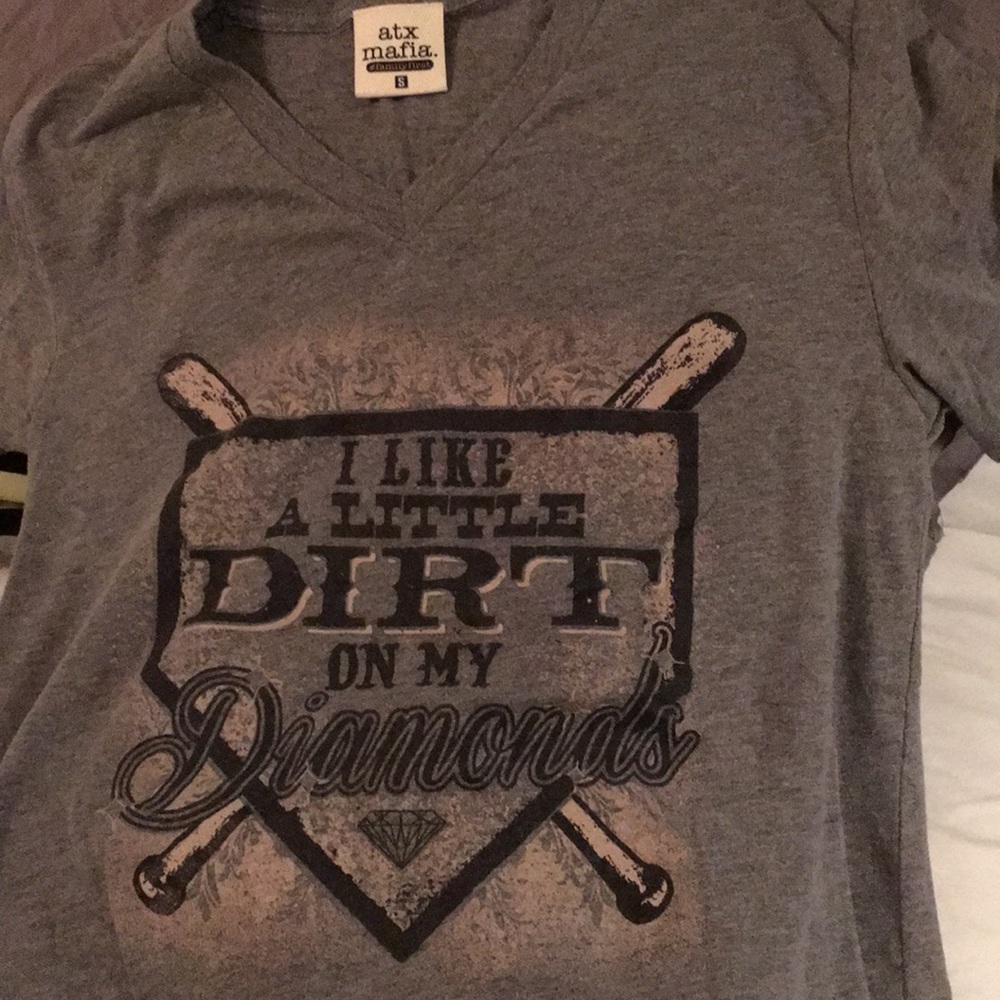 atx
mafia.
#familyfirst
S
I LIKE
A LITTLE
DIRT
ON MY
Diamonds